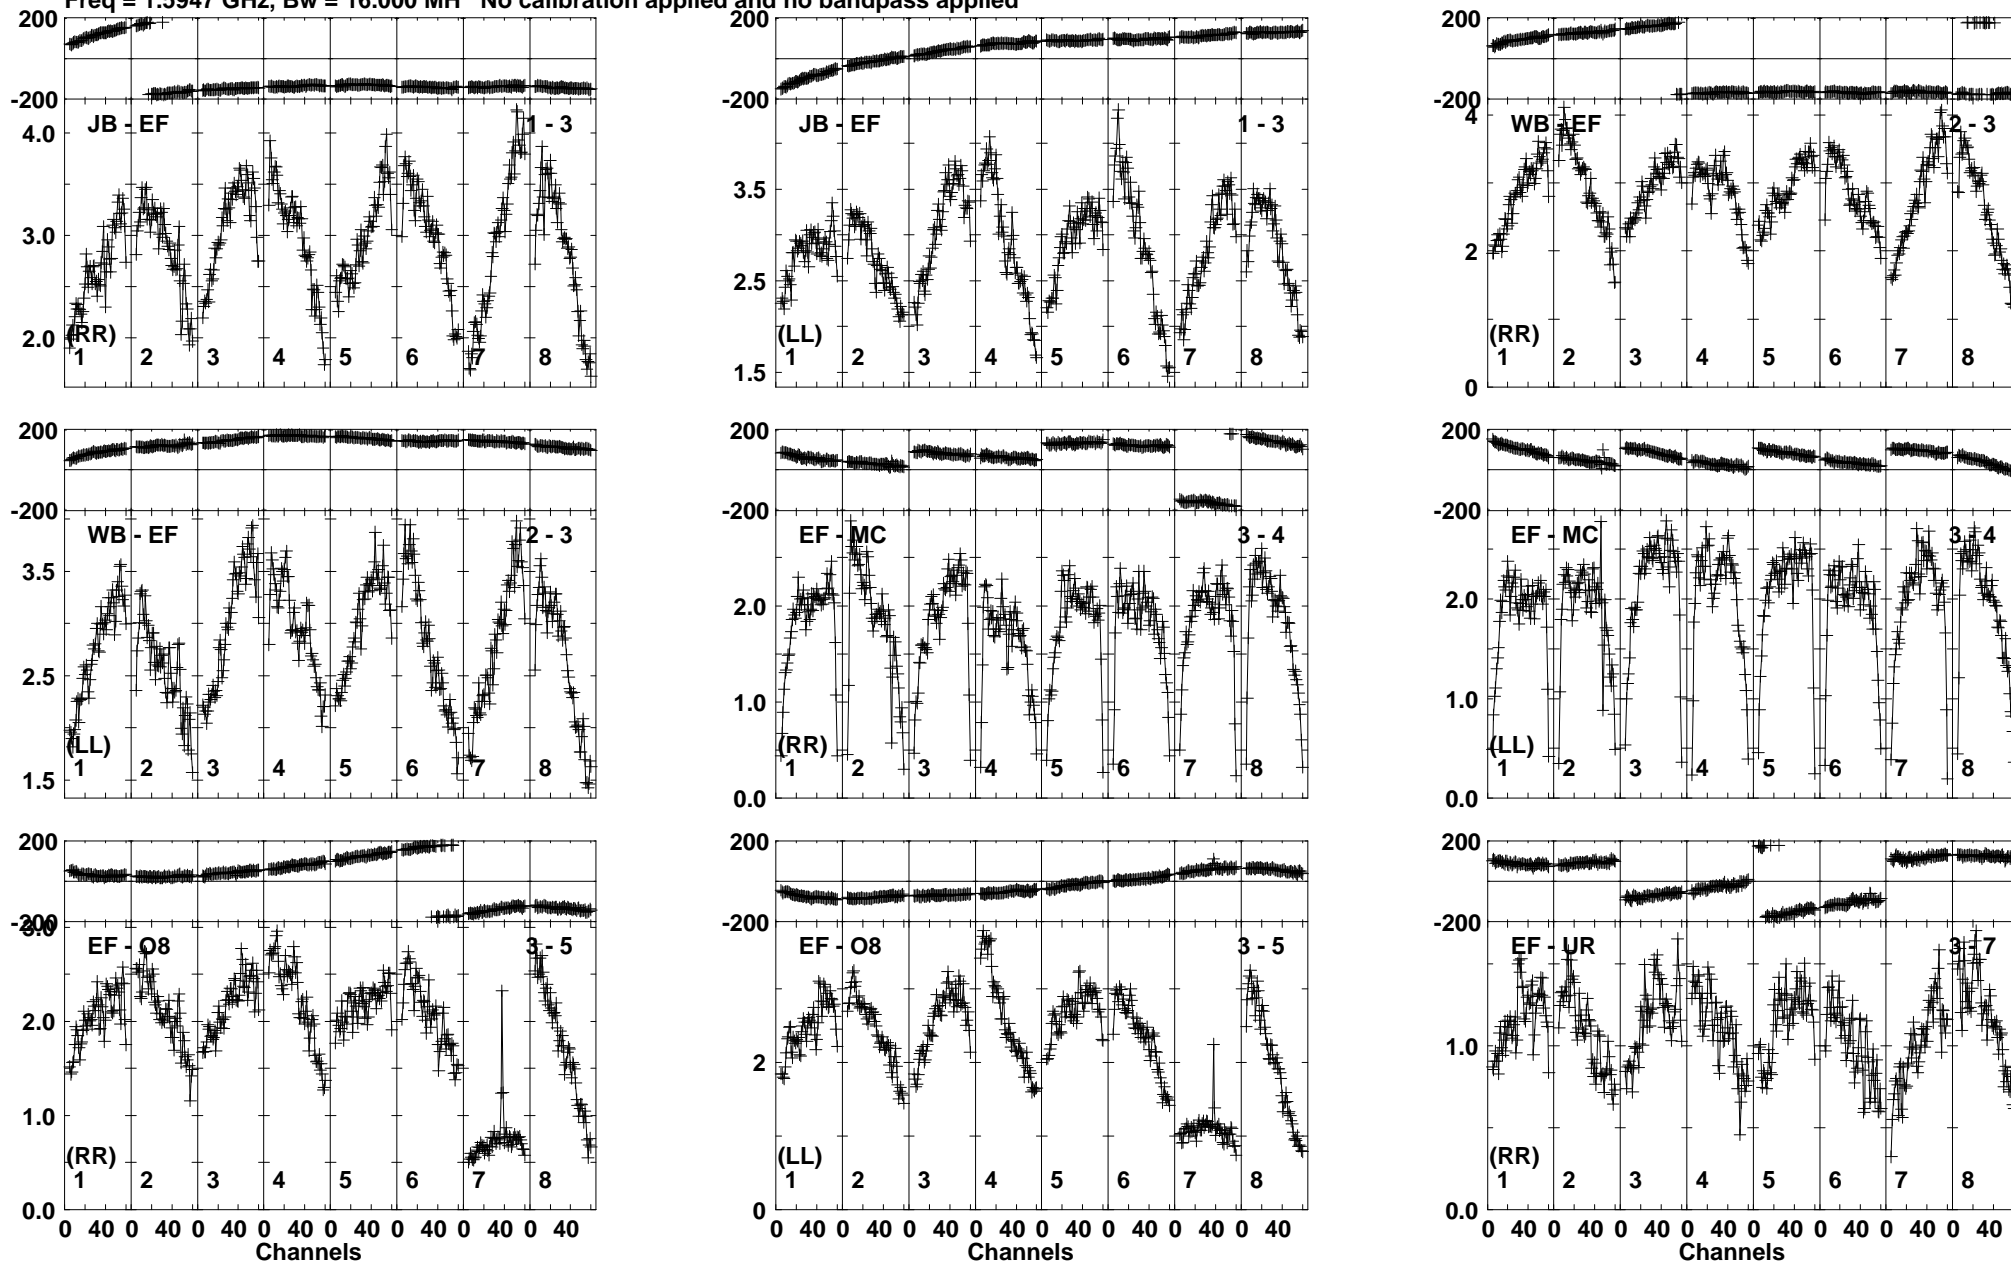 Freq = 1.5947 GHz, Bw = 16.000 MH No calibration applied and no bandpass applied
200 200 200
-200 -200 -200
JB - EF 1 - 3 JB - EF 1 - 3 WB - EF 2 - 3
4.0 3.0 2.0
3.5 2.5 1.5
4 2 0
(RR) (LL) (RR)
1 2 3 4 5 6 7 8 1 2 3 4 5 6 7 8 1 2 3 4 5 6 7 8
200 200 200
-200 -200 -200
WB - EF 2 - 3 EF - MC 3 - 4 EF - MC 3 - 4
3.5 2.5 1.5
2.0 1.0 0.0
2.0 1.0 0.0
(LL) (RR) (LL)
1 2 3 4 5 6 7 8 1 2 3 4 5 6 7 8 1 2 3 4 5 6 7 8
200 200 200
-200 -200 -200
EF - O8 3 - 5 EF - O8 3 - 5 EF - UR 3 - 7
3.0 2.0 1.0 0.0
2 0
1.0 0.0
(RR) (LL) (RR)
1 2 3 4 5 6 7 8 1 2 3 4 5 6 7 8 1 2 3 4 5 6 7 8
0 40 0 40 0 40 0 40 0 40 0 40 0 40 0 40 0 40 0 40 0 40 0 40 0 40 0 40 0 40 0 40 0 40 0 40 0 40 0 40 0 40 0 40 0 40 0 40
Channels Channels Channels